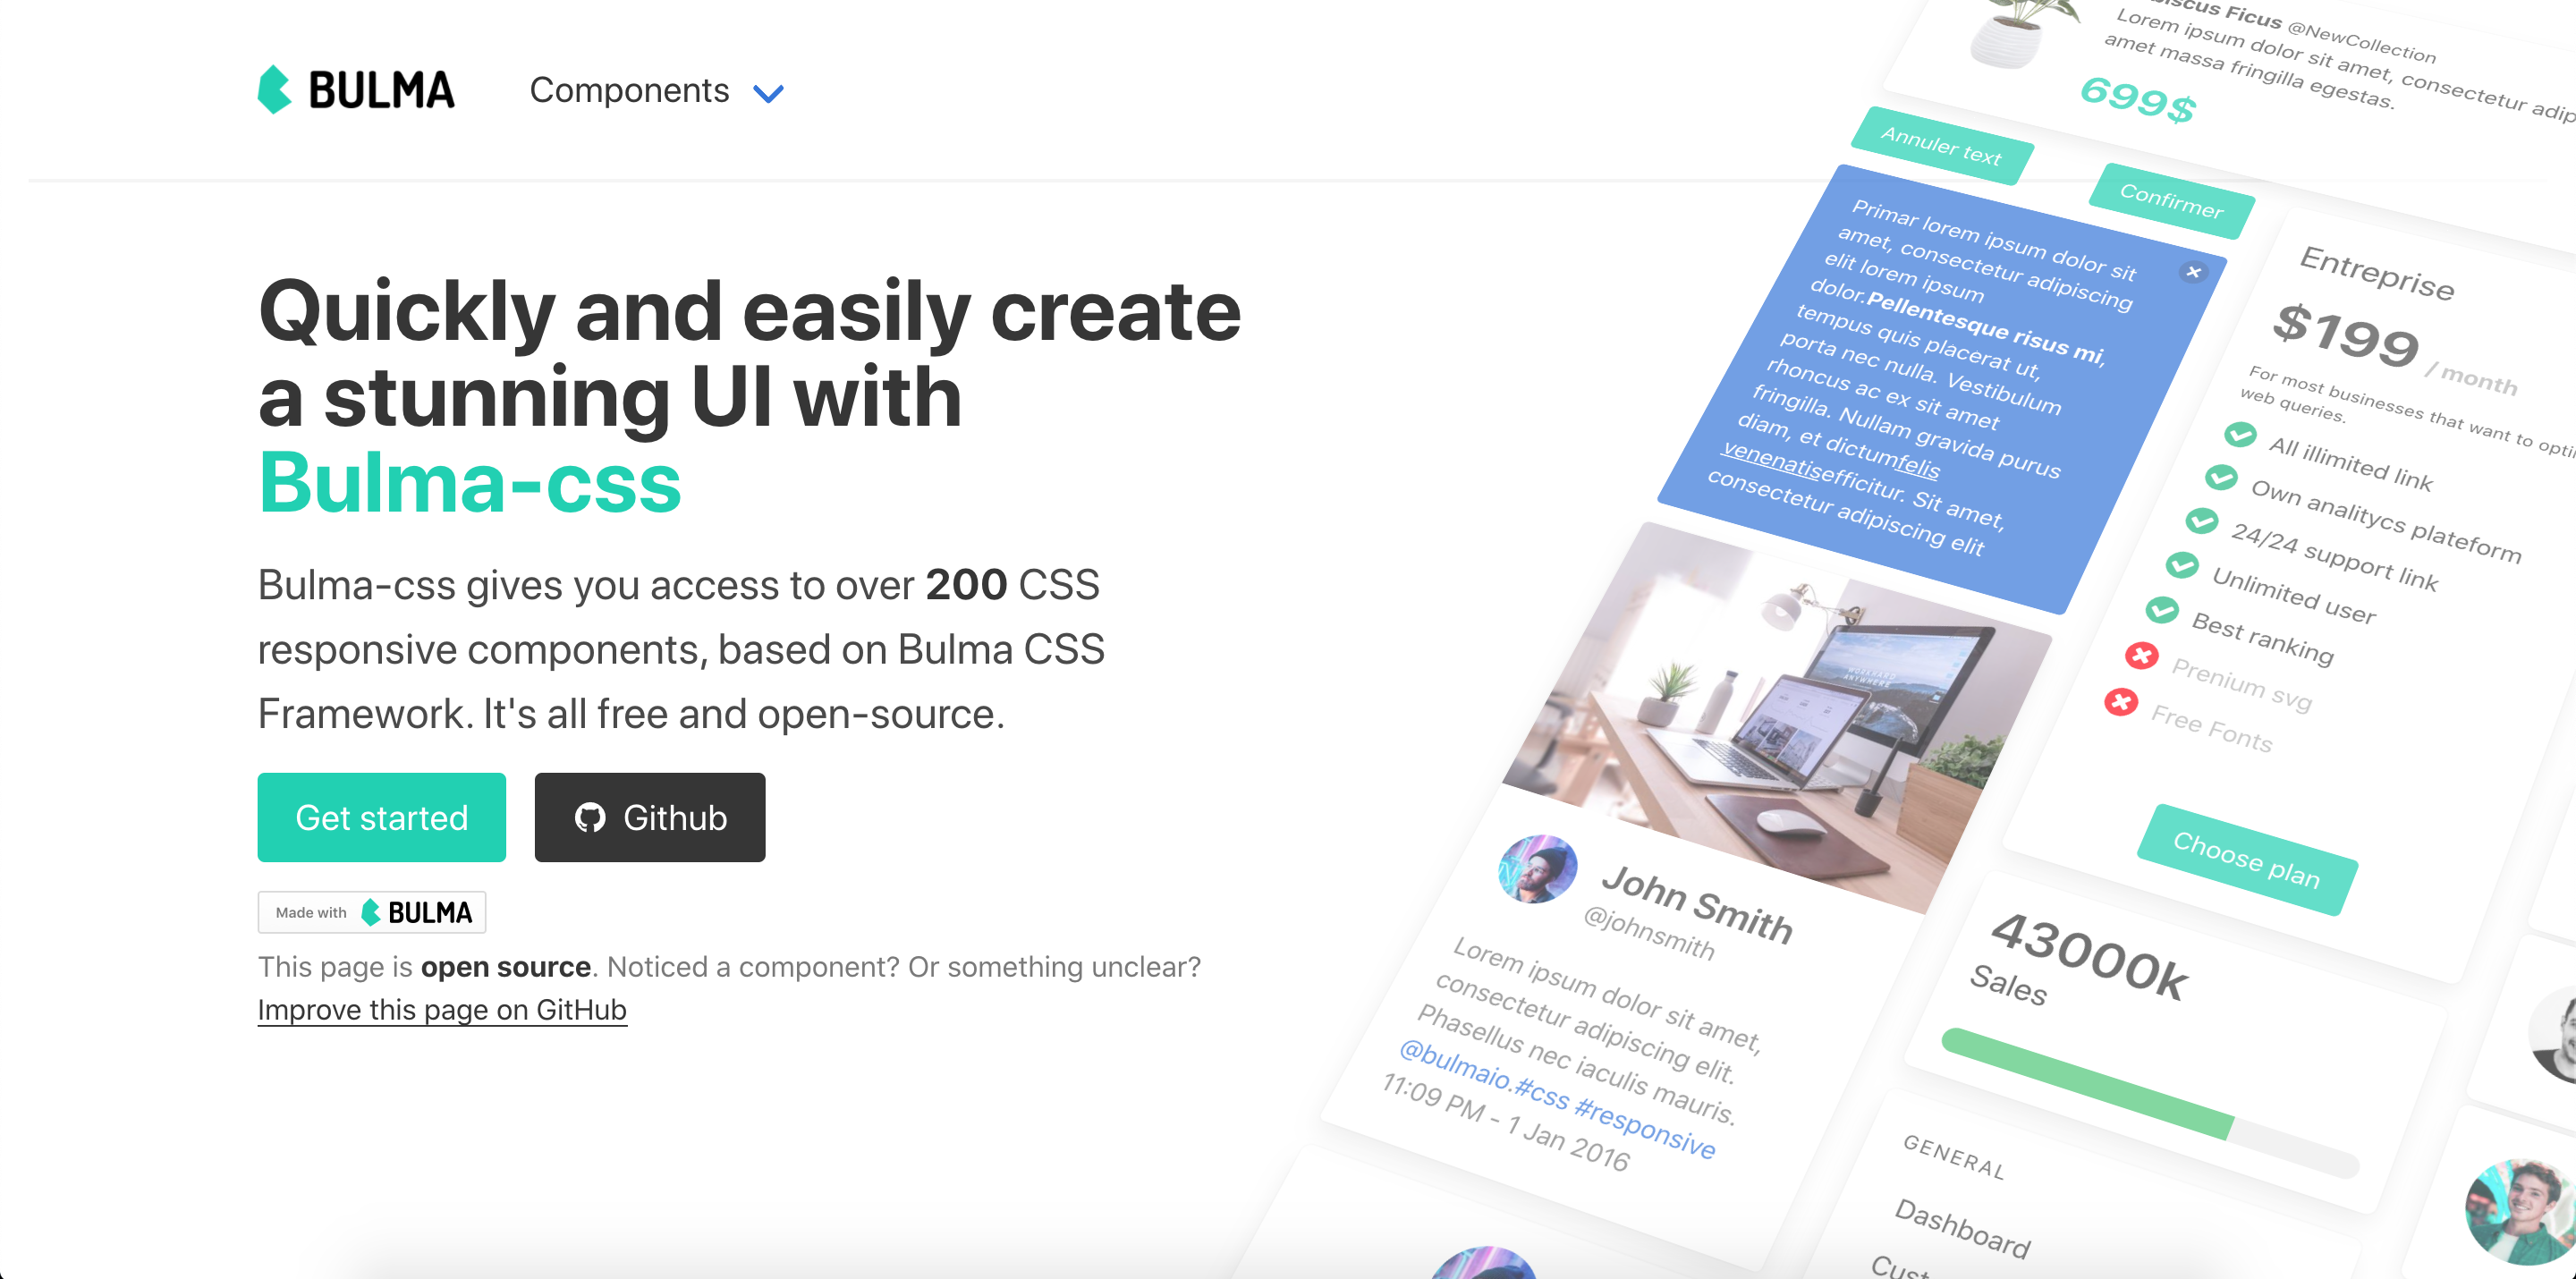 BULMA
Components
Quickly and easily create
a stunning UI with
Bulma-css
Bulma-css gives you access to over 200 CSS
responsive components, based on Bulma CSS
Framework. It's all free and open-source.
Get started
Github
Made with BULMA
This page is open source. Noticed a component? Or something unclear?
Improve this page on GitHub
Ficus @NewCollection
Lorem ipsum dolor sit amet, consectetur
amet massa fringilla egestas.
699$
Annuler text
Confirmer
Primar lorem ipsum dolor sit
amet, consectetur adipiscing
elit lorem ipsum
dolor.Pellentesque risus mi,
tempus quis placerat ut,
porta nec nulla. Vestibulum
rhoncus ac ex sit amet
fringilla. Nullam gravida purus
diam, et dictumfelis
venenatisefficitur. Sit amet,
consectetur adipiscing elit
Entreprise
$199 / month
For most businesses that want to
web queries.
All illimited link
Own analitycs plateform
24/24 support link
Unlimited user
Best ranking
Prenium svg
Free Fonts
Choose plan
WORKHARD
ANYWHERE
John Smith
@johnsmith
Lorem ipsum dolor sit amet,
consectetur adipiscing elit.
Phasellus nec iaculis mauris.
@bulmaio.#css #responsive
11:09 PM - 1 Jan 2016
43000k
Sales
GENERAL
Dashboard